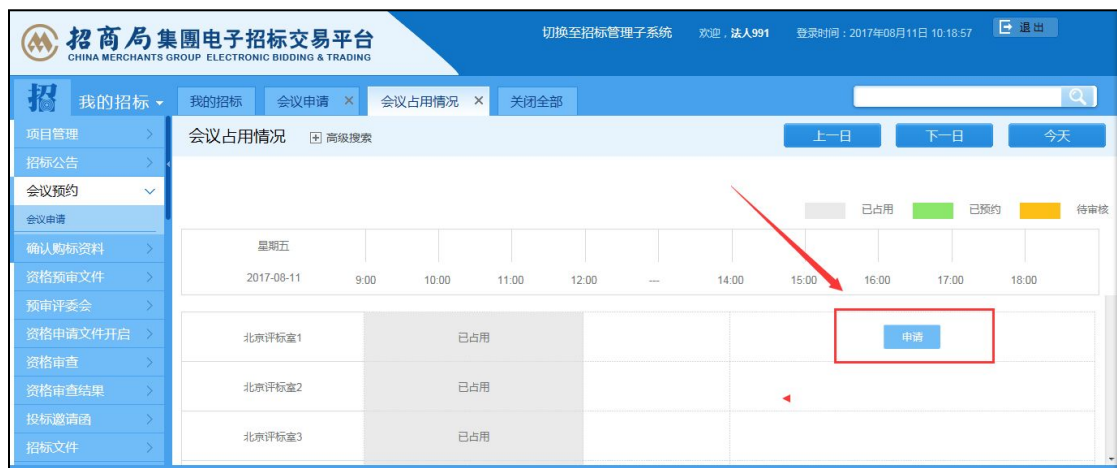 招商局集團电子招标交易平台
CHINA MERCHANTS GROUP ELECTRONIC BIDDING & TRADING
切换至招标管理子系统 欢迎，法人991 登录时间：2017年08月11日 10:18:57 退出
招 我的招标 我的招标 会议申请 × 会议占用情况 × 关闭全部
项目管理
会议占用情况 高级搜索 上一日 下一日 今天
招标公告
会议预约
会议申请
已占用 已预约 待审核
确认购标资料
资格预审文件
预审评委会
资格申请文件开启
资格审查
资格审查结果
投标邀请函
招标文件
星期五
2017-08-11 9:00 10:00 11:00 12:00 --- 14:00 15:00 16:00 17:00 18:00
北京评标室1 已占用 申请
北京评标室2 已占用
北京评标室3 已占用